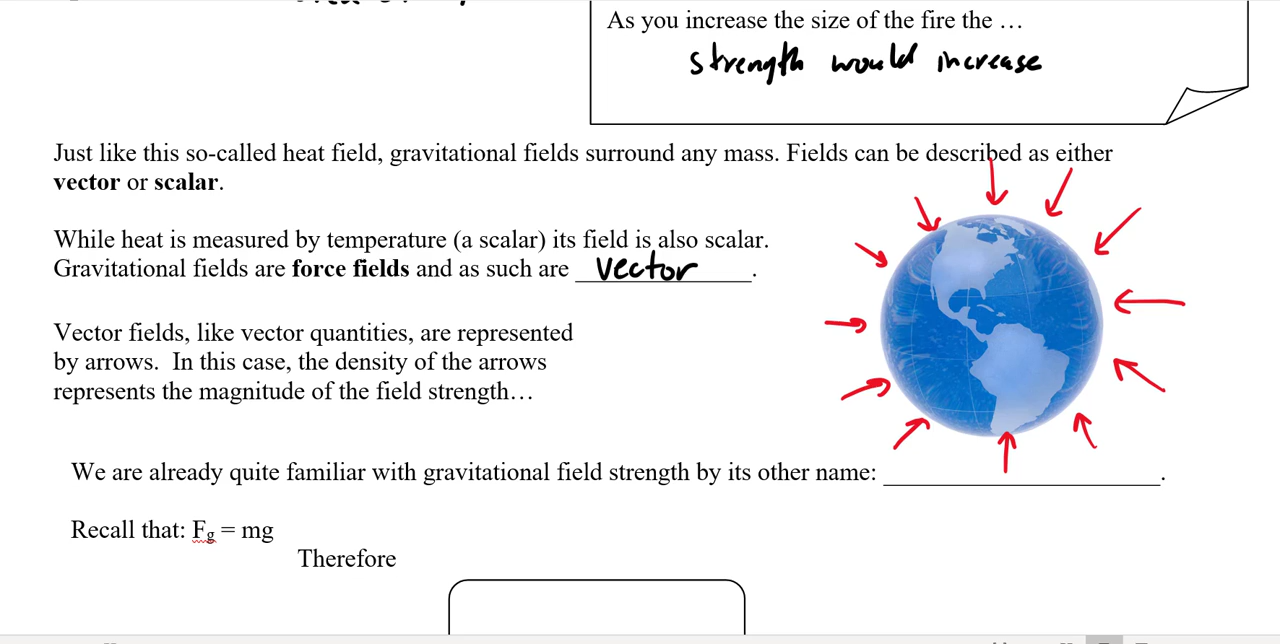 As you increase the size of the fire the …
strength would increase
Just like this so-called heat field, gravitational fields surround any mass. Fields can be described as either
vector or scalar.
While heat is measured by temperature (a scalar) its field is also scalar.
Gravitational fields are force fields and as such are vector.
Vector fields, like vector quantities, are represented
by arrows. In this case, the density of the arrows
represents the magnitude of the field strength…
We are already quite familiar with gravitational field strength by its other name: ____________________.
Recall that: Fg = mg
Therefore